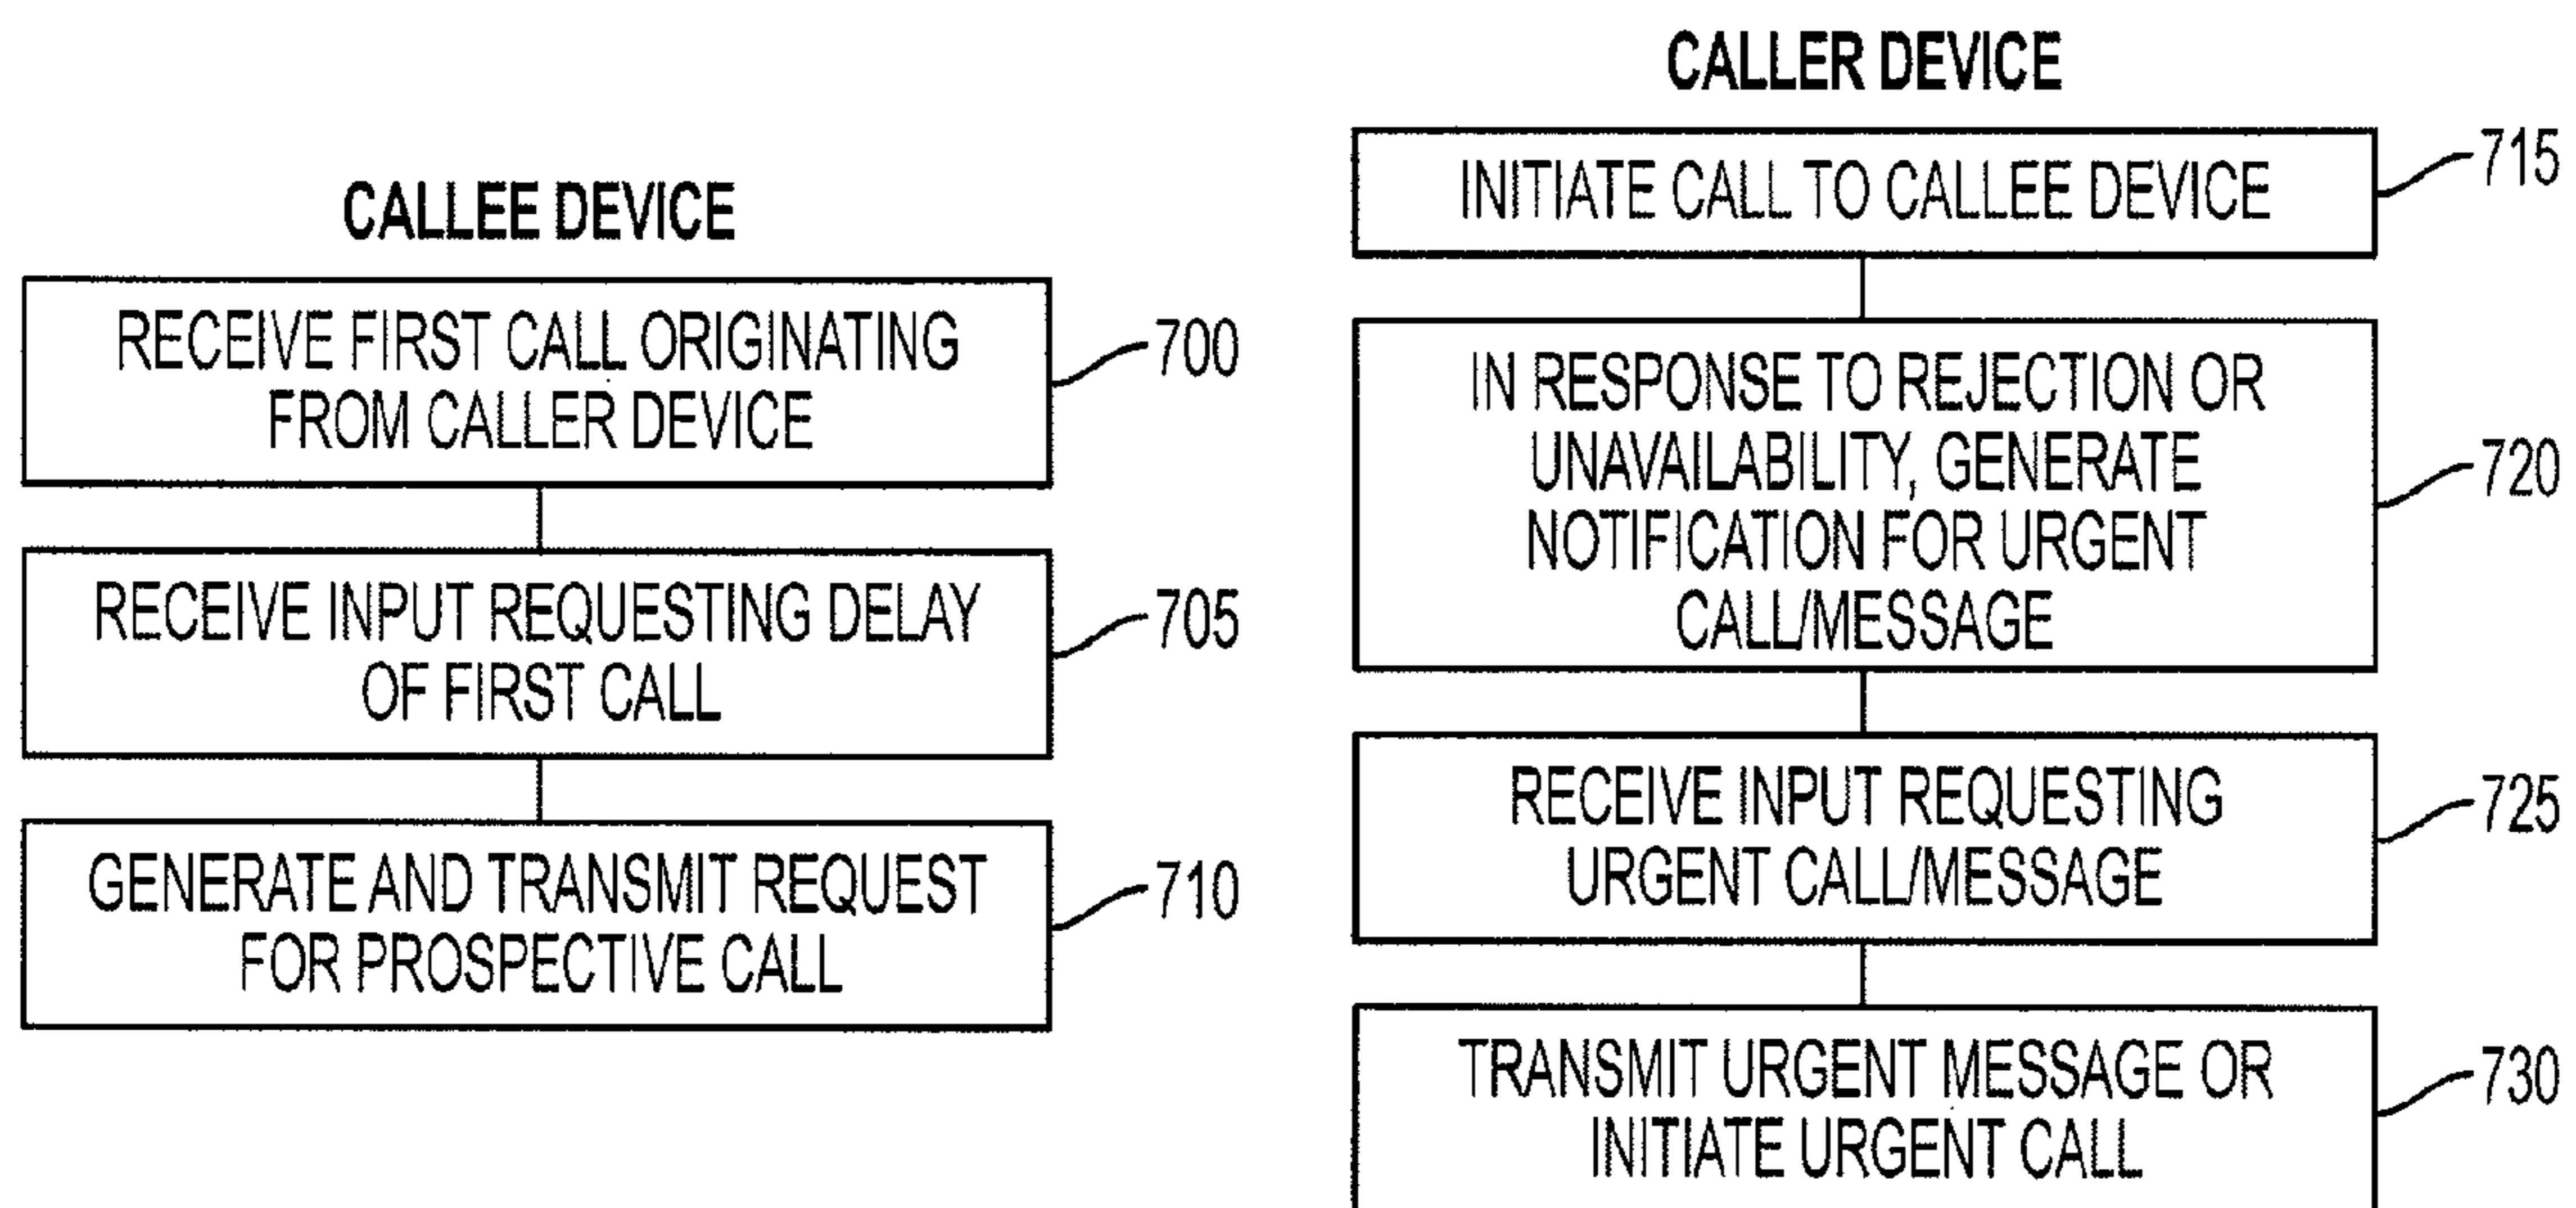 CALLEE DEVICE
RECEIVE FIRST CALL ORIGINATING
FROM CALLER DEVICE
700
RECEIVE INPUT REQUESTING DELAY
OF FIRST CALL
705
GENERATE AND TRANSMIT REQUEST
FOR PROSPECTIVE CALL
710
CALLER DEVICE
INITIATE CALL TO CALLEE DEVICE
715
IN RESPONSE TO REJECTION OR
UNAVAILABILITY, GENERATE
NOTIFICATION FOR URGENT
CALL/MESSAGE
720
RECEIVE INPUT REQUESTING
URGENT CALL/MESSAGE
725
TRANSMIT URGENT MESSAGE OR
INITIATE URGENT CALL
730